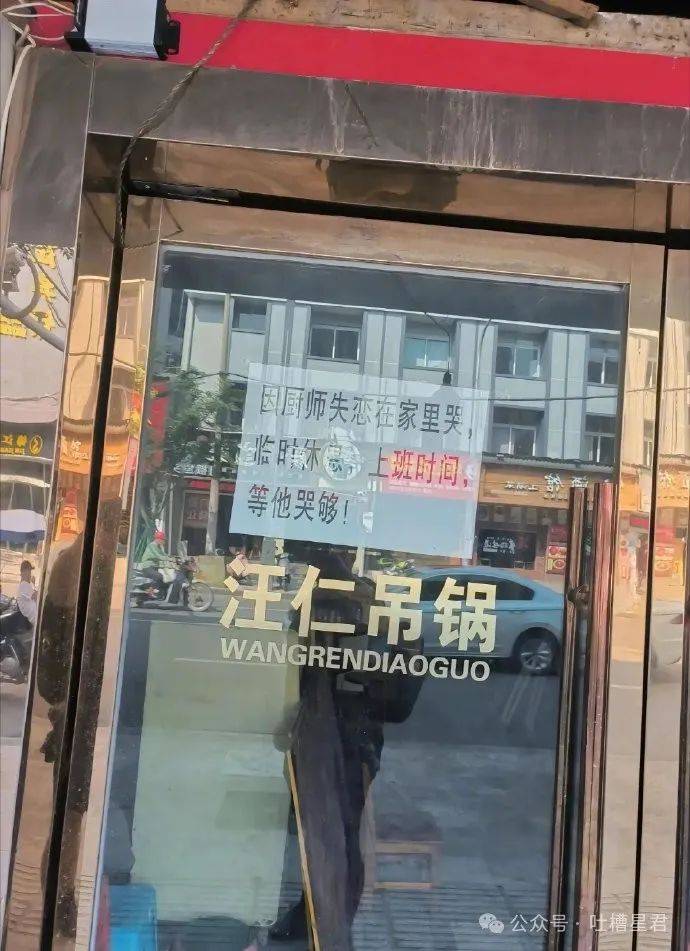 因厨师失恋在家里哭,
临时休息, 上班时间,
等他哭够!
汪仁吊锅
WANGRENDIAOGUO
公众号 · 吐槽星君